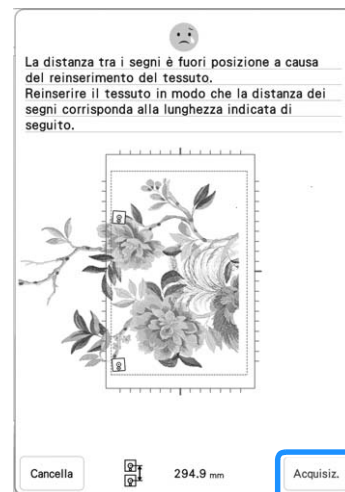 La distanza tra i segni è fuori posizione a causa
del reinserimento del tessuto.
Reinserire il tessuto in modo che la distanza dei
segni corrisponda alla lunghezza indicata di
seguito.
Cancella
294.9 mm
Acquisiz.